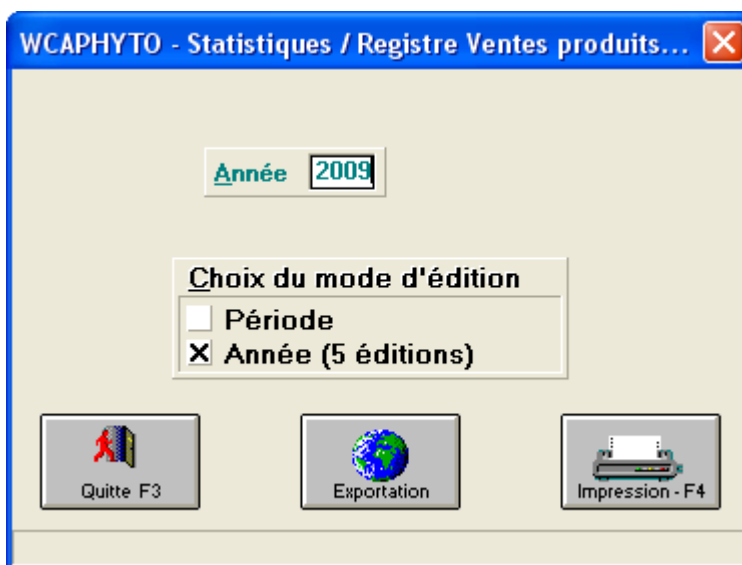 WCAPHYTO - Statistiques / Registre Ventes produits...
Année 2009
Choix du mode d'édition
Période
Année (5 éditions)
Quitte F3
Exportation
Impression - F4